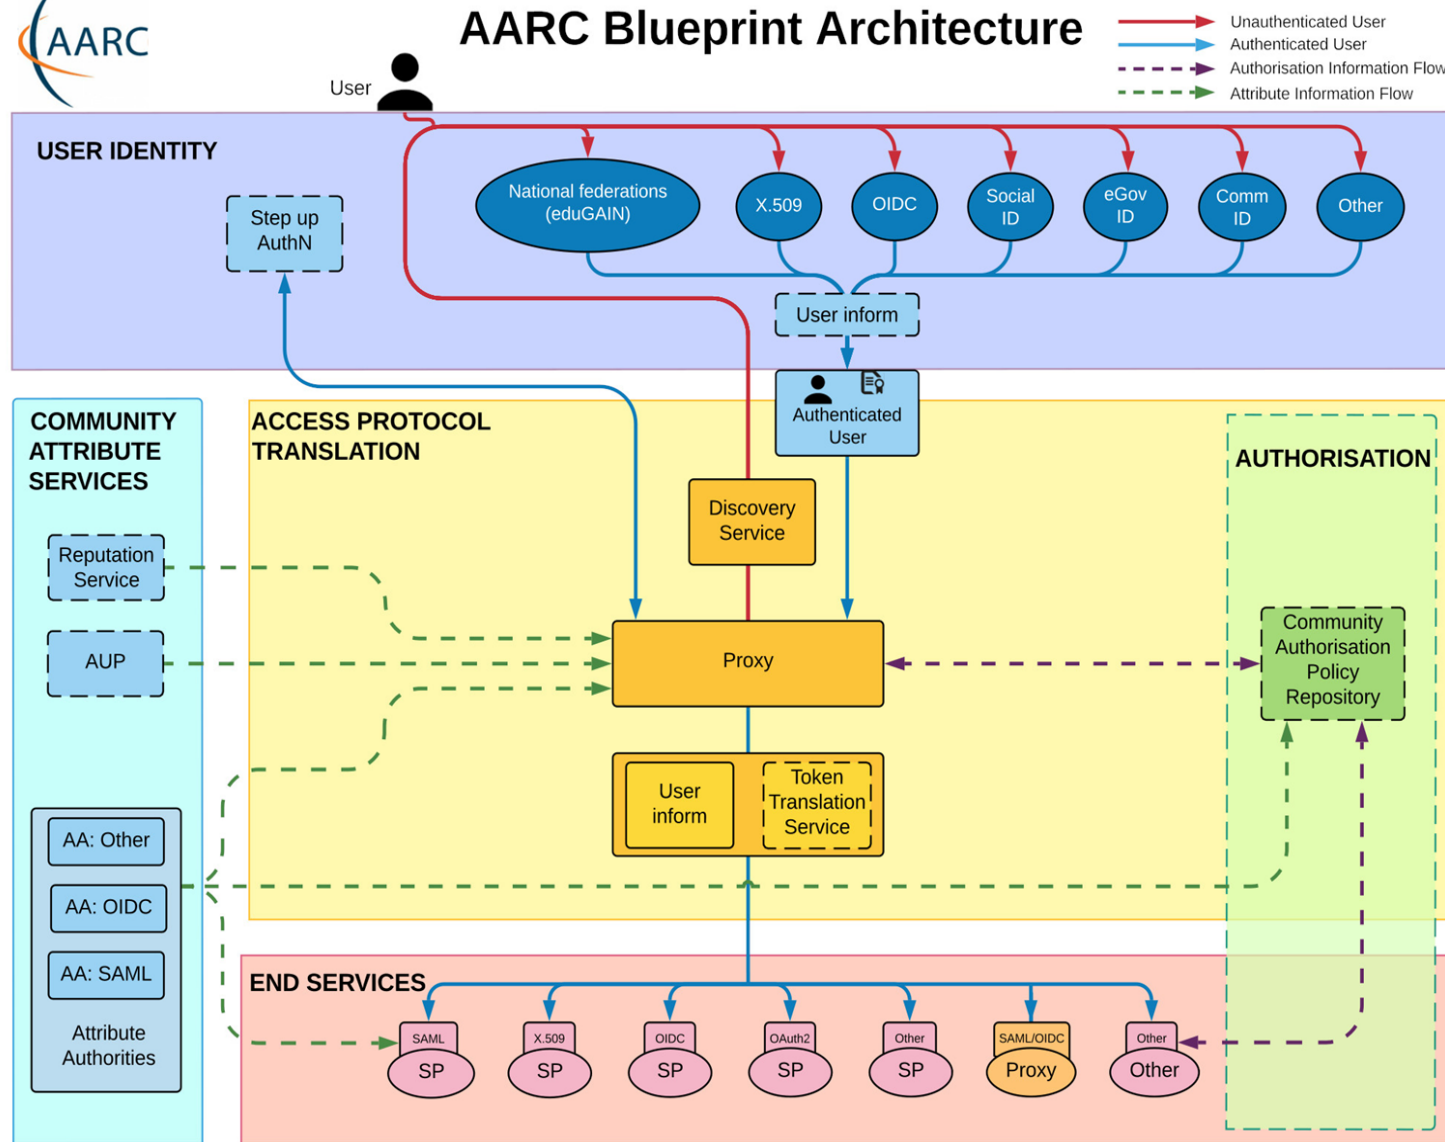 AARC
AARC Blueprint Architecture
Unauthenticated User
Authenticated User
Authorisation Information Flow
Attribute Information Flow
User
USER IDENTITY
Step up
AuthN
National federations
(eduGAIN)
X.509
OIDC
Social
ID
eGov
ID
Comm
ID
Other
User inform
Authenticated
User
COMMUNITY
ATTRIBUTE
SERVICES
ACCESS PROTOCOL
TRANSLATION
AUTHORISATION
Discovery
Service
Reputation
Service
AUP
Proxy
Community
Authorisation
Policy
Repository
User
inform
Token
Translation
Service
AA: Other
AA: OIDC
AA: SAML
Attribute
Authorities
END SERVICES
SAML
SP
X.509
SP
OIDC
SP
OAuth2
SP
Other
SP
SAML/OIDC
Proxy
Other
Other